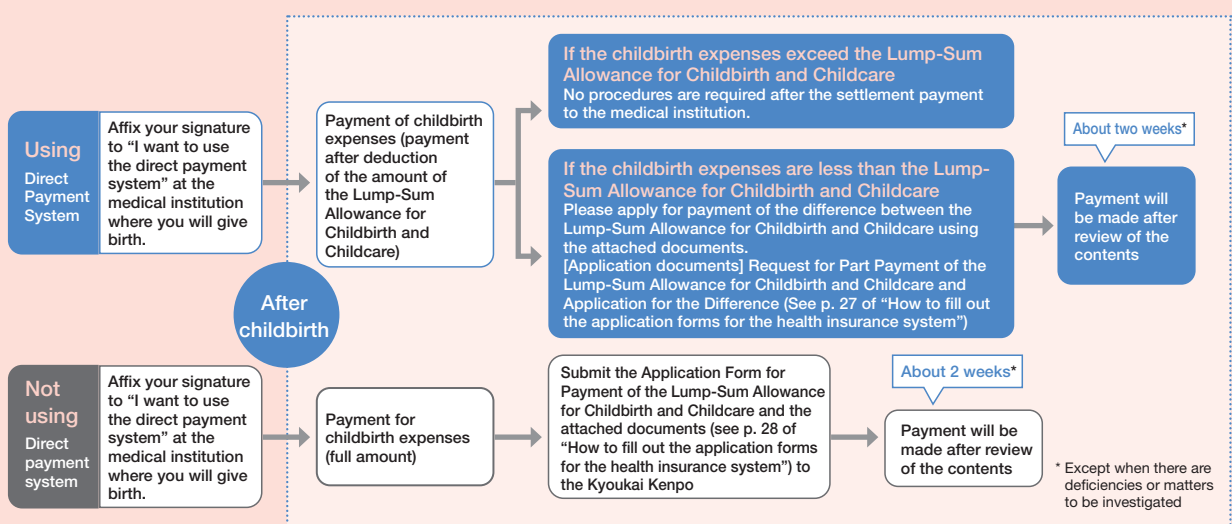 Using
Direct
Payment
System
Affix your signature
to “I want to use
the direct payment
system” at the
medical institution
where you will give
birth.
Payment of childbirth
expenses (payment
after deduction
of the amount of
the Lump-Sum
Allowance for
Childbirth and
Childcare)
If the childbirth expenses exceed the Lump-Sum
Allowance for Childbirth and Childcare
No procedures are required after the settlement payment
to the medical institution.
If the childbirth expenses are less than the Lump-
Sum Allowance for Childbirth and Childcare
Please apply for payment of the difference between the
Lump-Sum Allowance for Childbirth and Childcare using
the attached documents.
[Application documents] Request for Part Payment of the
Lump-Sum Allowance for Childbirth and Childcare and
Application for the Difference (See p. 27 of “How to fill out
the application forms for the health insurance system”)
About two weeks*
Payment will
be made after
review of the
contents
After
childbirth
Not
using
Direct
payment
system
Affix your signature
to “I want to use
the direct payment
system” at the
medical institution
where you will give
birth.
Payment for
childbirth expenses
(full amount)
Submit the Application Form for
Payment of the Lump-Sum Allowance
for Childbirth and Childcare and the
attached documents (see p. 28 of
“How to fill out the application forms
for the health insurance system”) to
the Kyoukai Kenpo
About 2 weeks*
Payment will be
made after review
of the contents
* Except when there are
deficiencies or matters
to be investigated